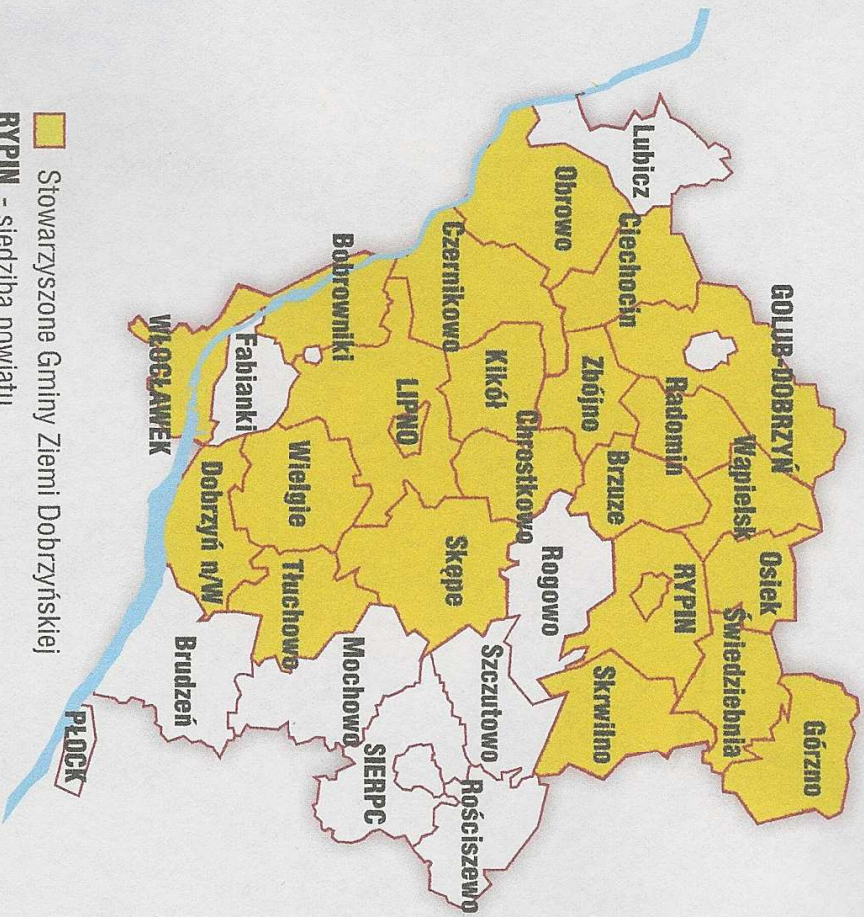 Górzno
GOLUB-DOBRZYŃ
Osiek
Wąpielsk
Świedziebnia
RYPIN
Radomin
Lubicz
Ciechocin
Brzuze
Skrwilno
Zbójno
Obrowo
Rogowo
Chrostkowo
Kikół
Szczutowo
Rościszewo
Skępe
Czernikowo
LIPNO
SIERPC
Mochowo
Bobrowniki
Wielgie
Tłuchowo
Fabianki
Dobrzyń n/W
Brudzeń
WŁOCŁAWEK
PŁOCK
Stowarzyszone Gminy Ziemi Dobrzyńskiej
RYPIN - siedziba powiatu